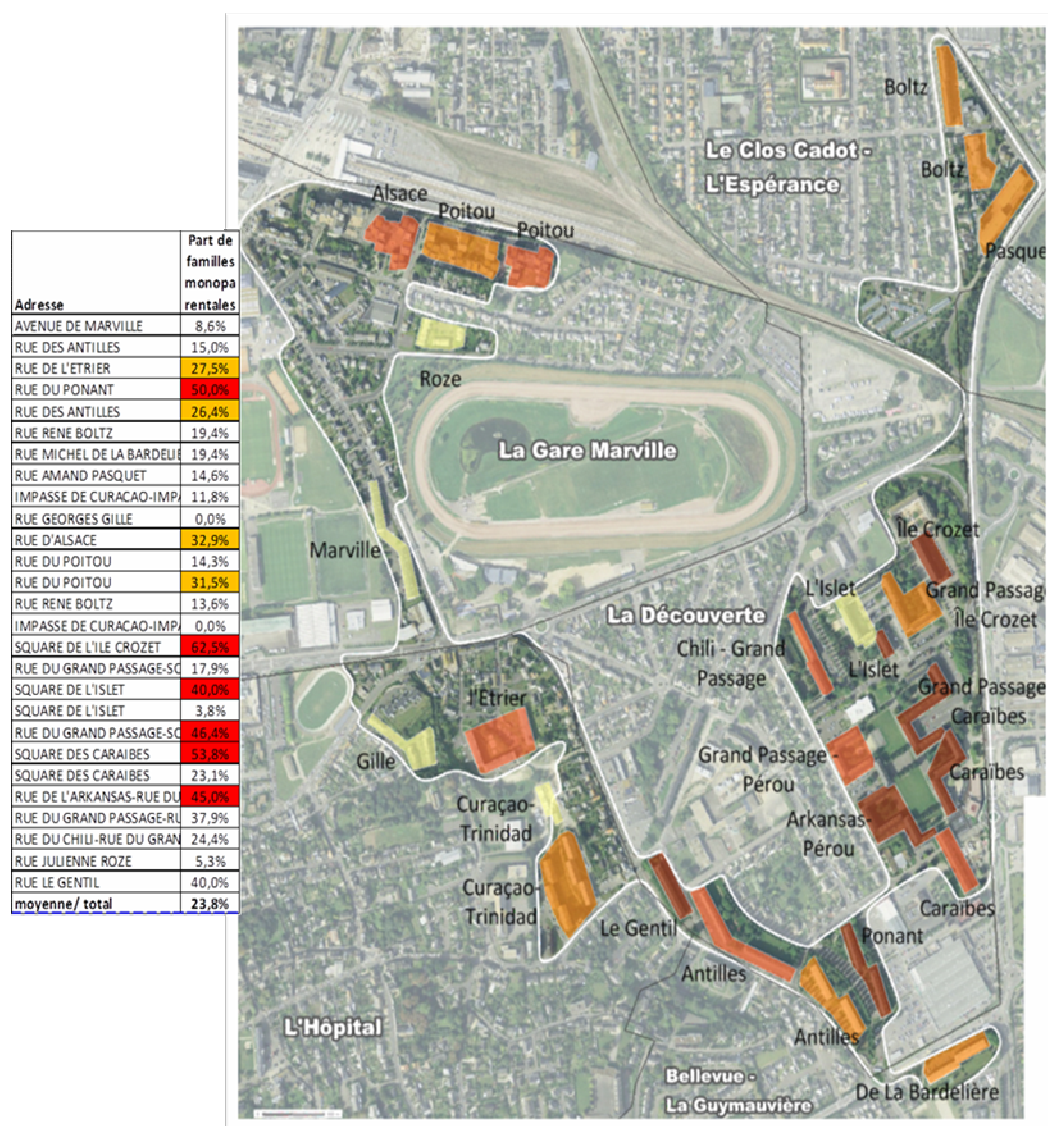 Adresse
Part de
familles
monopa
rentales
AVENUE DE MARVILLE 8,6%
RUE DES ANTILLES 15,0%
RUE DE L'ETRIER 27,5%
RUE DU PONANT 50,0%
RUE DES ANTILLES 26,4%
RUE RENE BOLTZ 19,4%
RUE MICHEL DE LA BARDELIE 19,4%
RUE AMAND PASQUET 14,6%
IMPASSE DE CURACAO-IMPA 11,8%
RUE GEORGES GILLE 0,0%
RUE D'ALSACE 32,9%
RUE DU POITOU 14,3%
RUE DU POITOU 31,5%
RUE RENE BOLTZ 13,6%
IMPASSE DE CURACAO-IMPA 0,0%
SQUARE DE L'ILE CROZET 62,5%
RUE DU GRAND PASSAGE-SC 17,9%
SQUARE DE L'ISLET 40,0%
SQUARE DE L'ISLET 3,8%
RUE DU GRAND PASSAGE-SC 46,4%
SQUARE DES CARAIBES 53,8%
SQUARE DES CARAIBES 23,1%
RUE DE L'ARKANSAS-RUE DU 45,0%
RUE DU GRAND PASSAGE-RU 37,9%
RUE DU CHILI-RUE DU GRAN 24,4%
RUE JULIENNE ROZE 5,3%
RUE LE GENTIL 40,0%
moyenne/ total 23,8%
Boltz
Le Clos Cadot -
L'Espérance
Boltz
Alsace
Poitou
Poitou
Pasque
Roze
La Gare Marville
Marville
Île Crozet
L'Islet
Grand Passag
Île Crozet
La Découverte
Chili - Grand
Passage
L'Islet
Grand Passage
Caraïbes
l'Etrier
Gille
Grand Passage -
Pérou
Caraïbes
Curaçao-
Trinidad
Arkansas-
Pérou
Curaçao-
Trinidad
Caraïbes
Le Gentil
Ponant
Antilles
Antilles
L'Hôpital
Bellevue -
La Guymauvière
De La Bardelière